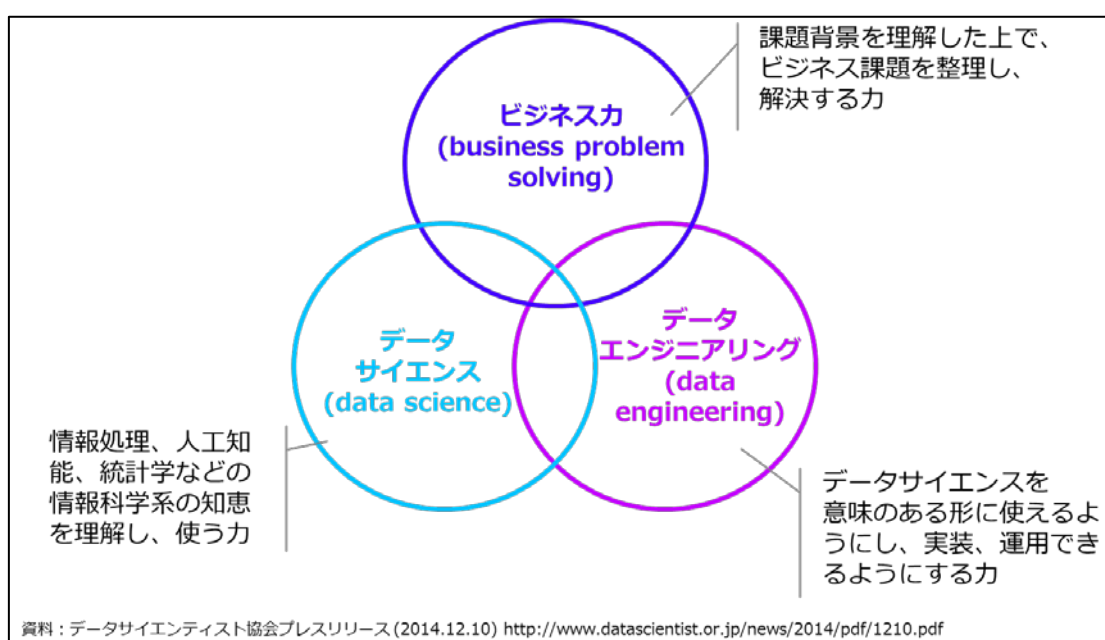 課題背景を理解した上で、
ビジネス課題を整理し、
解決する力
ビジネス力
(business problem
solving)
データ
サイエンス
(data science)
データ
エンジニアリング
(data
engineering)
情報処理、人工知
能、統計学などの
情報科学系の知恵
を理解し、使う力
データサイエンスを
意味のある形に使えるよ
うにし、実装、運用でき
るようにする力
資料：データサイエンティスト協会プレスリリース(2014.12.10) http://www.datascientist.or.jp/news/2014/pdf/1210.pdf